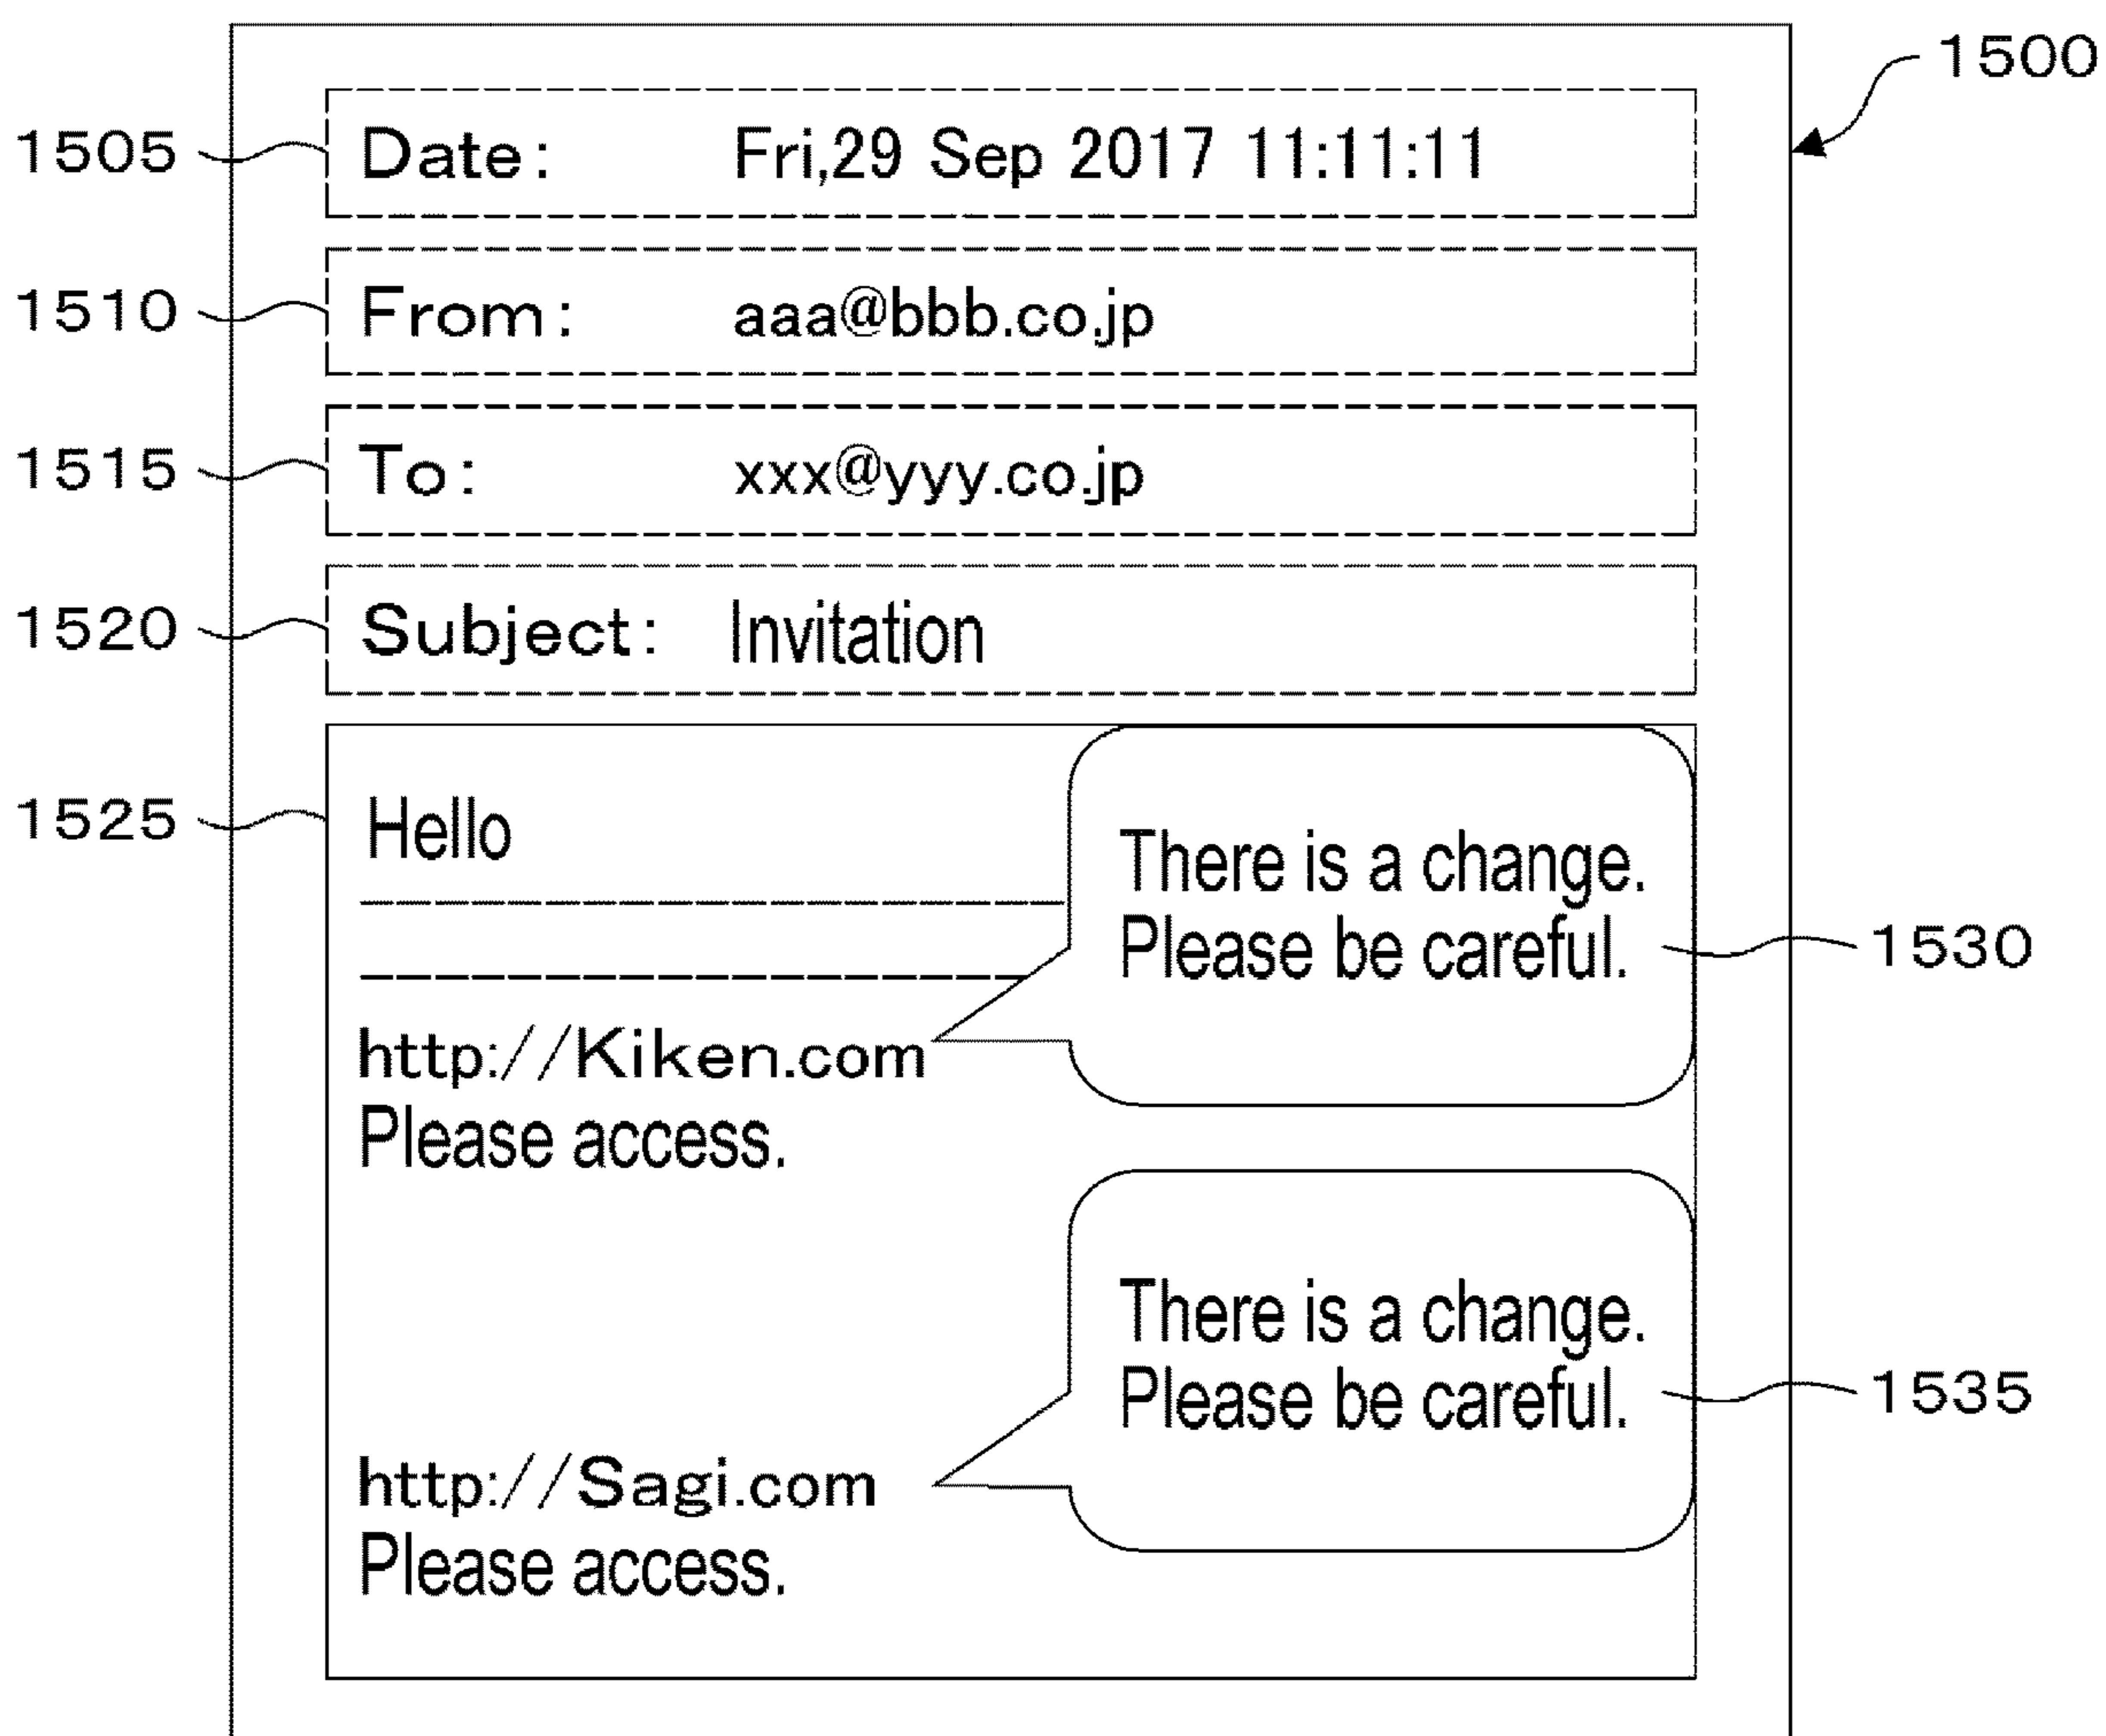 1500
1505 Date: Fri,29 Sep 2017 11:11:11
1510 From: aaa@bbb.co.jp
1515 To: xxx@yyy.co.jp
1520 Subject: Invitation
1525 Hello
There is a change.
Please be careful.
1530
http://Kiken.com
Please access.
There is a change.
Please be careful.
1535
http://Sagi.com
Please access.